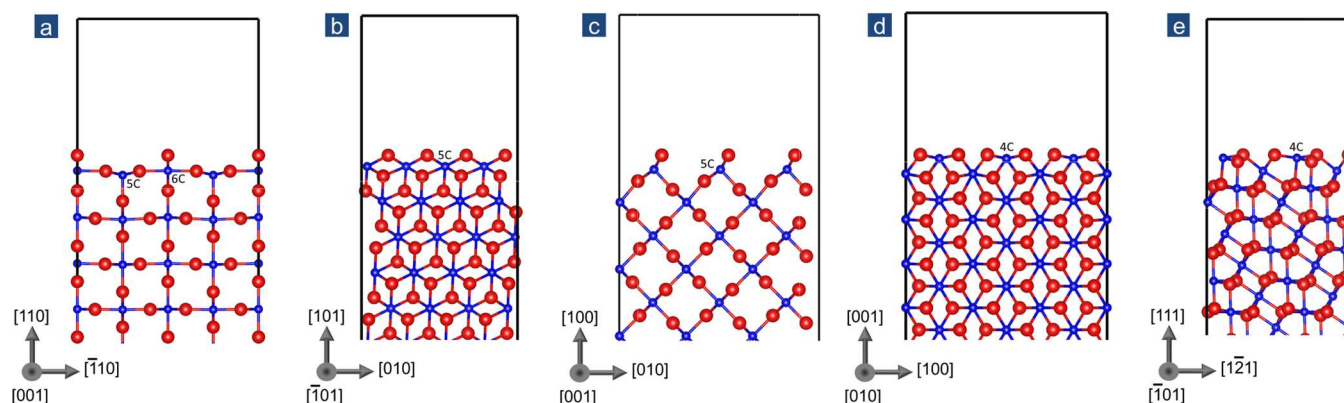 a
5C
6C
[110]
[1̅10]
[001]
b
5C
[101]
[010]
[1̅01]
c
5C
[100]
[010]
[001]
d
4C
[001]
[100]
[010]
e
4C
[111]
[12̅1]
[1̅01]